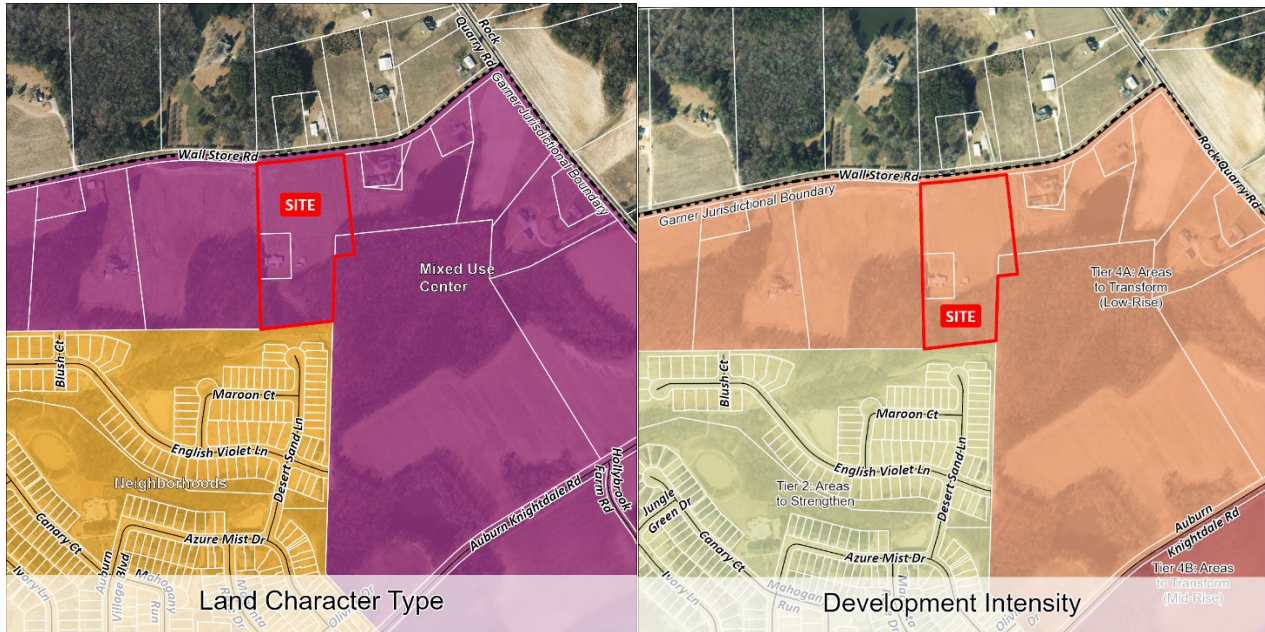 Rock
Quarry Rd
Garner Jurisdictional Boundary
Wall Store Rd
SITE
Mixed Use
Center
Blush Ct
Maroon Ct
English Violet Ln
Desert Sand Ln
Neighborhoods
Canary Ct
Azure Mist Dr
Auburn Knightdale Rd
Hollybrook
Farm Rd
Ivory Ln
Auburn
Village Blvd
Mahogany
Run
Dr
Land Character Type
Wall Store Rd
Garner Jurisdictional Boundary
Rock Quarry Rd
Tier 4A: Areas
to Transform
(Low-Rise)
SITE
Blush Ct
Maroon Ct
English Violet Ln
Desert Sand Ln
Tier 2: Areas
to Strengthen
Jungle
Green Dr
Canary Ct
Azure Mist Dr
Auburn
Knightdale Rd
Tier 4B: Areas
to Transform
(Mid-Rise)
Ivory Ln
Run
Dr
Development Intensity